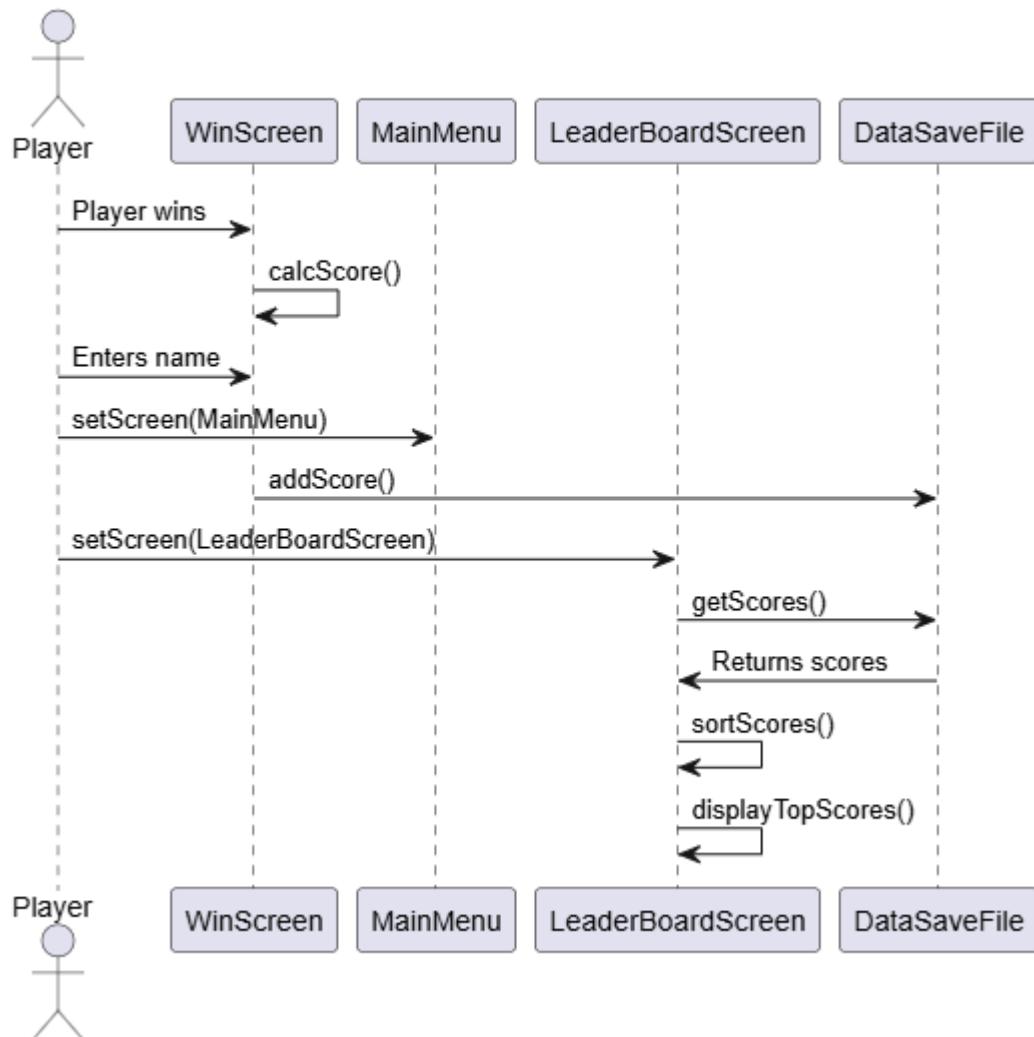 Player
WinScreen
MainMenu
LeaderBoardScreen
DataSaveFile
Player wins
calcScore()
Enters name
setScreen(MainMenu)
addScore()
setScreen(LeaderBoardScreen)
getScores()
Returns scores
sortScores()
displayTopScores()
Player
WinScreen
MainMenu
LeaderBoardScreen
DataSaveFile